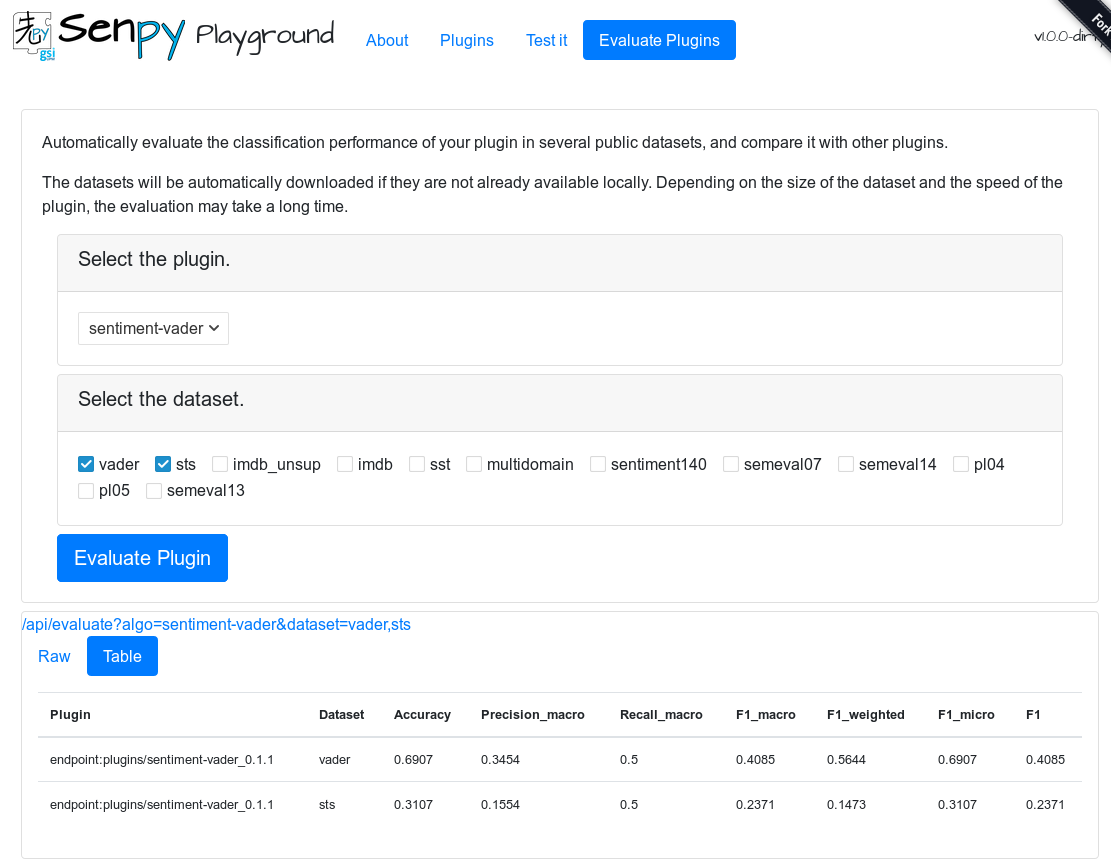 先 PY gsi Senpy Playground About Plugins Test it Evaluate Plugins v1.0.0-dirty Fork
Automatically evaluate the classification performance of your plugin in several public datasets, and compare it with other plugins.
The datasets will be automatically downloaded if they are not already available locally. Depending on the size of the dataset and the speed of the
plugin, the evaluation may take a long time.
Select the plugin.
sentiment-vader
Select the dataset.
vader sts imdb_unsup imdb sst multidomain sentiment140 semeval07 semeval14 pl04
pl05 semeval13
Evaluate Plugin
/api/evaluate?algo=sentiment-vader&dataset=vader,sts
Raw Table
Plugin Dataset Accuracy Precision_macro Recall_macro F1_macro F1_weighted F1_micro F1
endpoint:plugins/sentiment-vader_0.1.1 vader 0.6907 0.3454 0.5 0.4085 0.5644 0.6907 0.4085
endpoint:plugins/sentiment-vader_0.1.1 sts 0.3107 0.1554 0.5 0.2371 0.1473 0.3107 0.2371